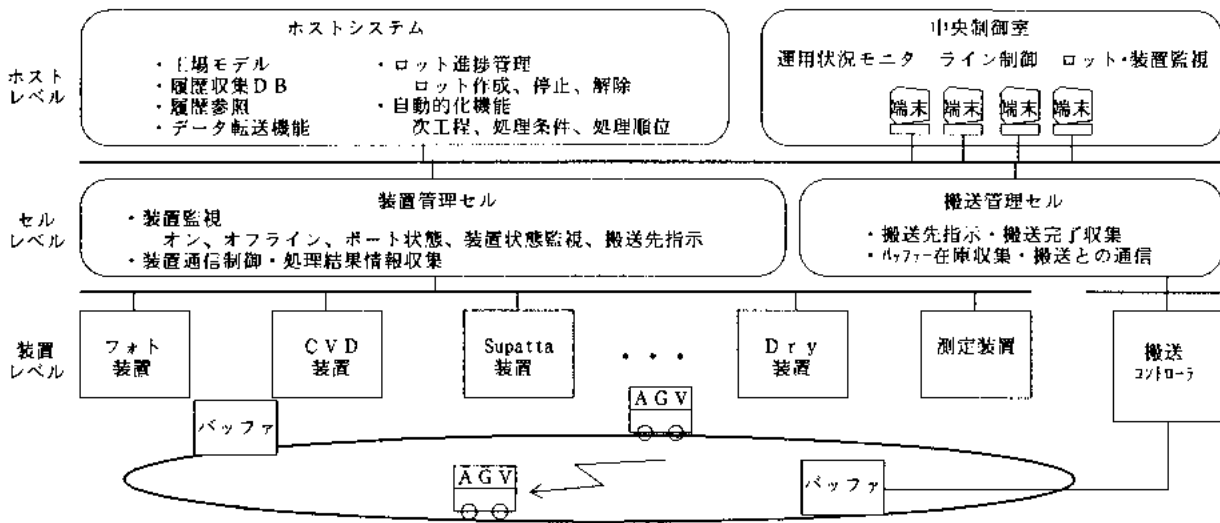 ホストシステム
・工場モデル
・履歴収集DB
・履歴参照
・データ転送機能
・ロット進捗管理
ロット作成、停止、解除
・自動的化機能
次工程、処理条件、処理順位
中央制御室
運用状況モニタ ライン制御 ロット・装置監視
端末 端末 端末 端末
ホスト
レベル
装置管理セル
・装置監視
オン、オフライン、ポート状態、装置状態監視、搬送先指示
・装置通信制御・処理結果情報収集
搬送管理セル
・搬送先指示・搬送完了収集
・バッファー在庫収集・搬送との通信
セル
レベル
装置
レベル
フォト
装置
CVD
装置
Supatta
装置
・・・
Dry
装置
測定装置
搬送
コントローラ
バッファ
AGV
AGV
バッファ